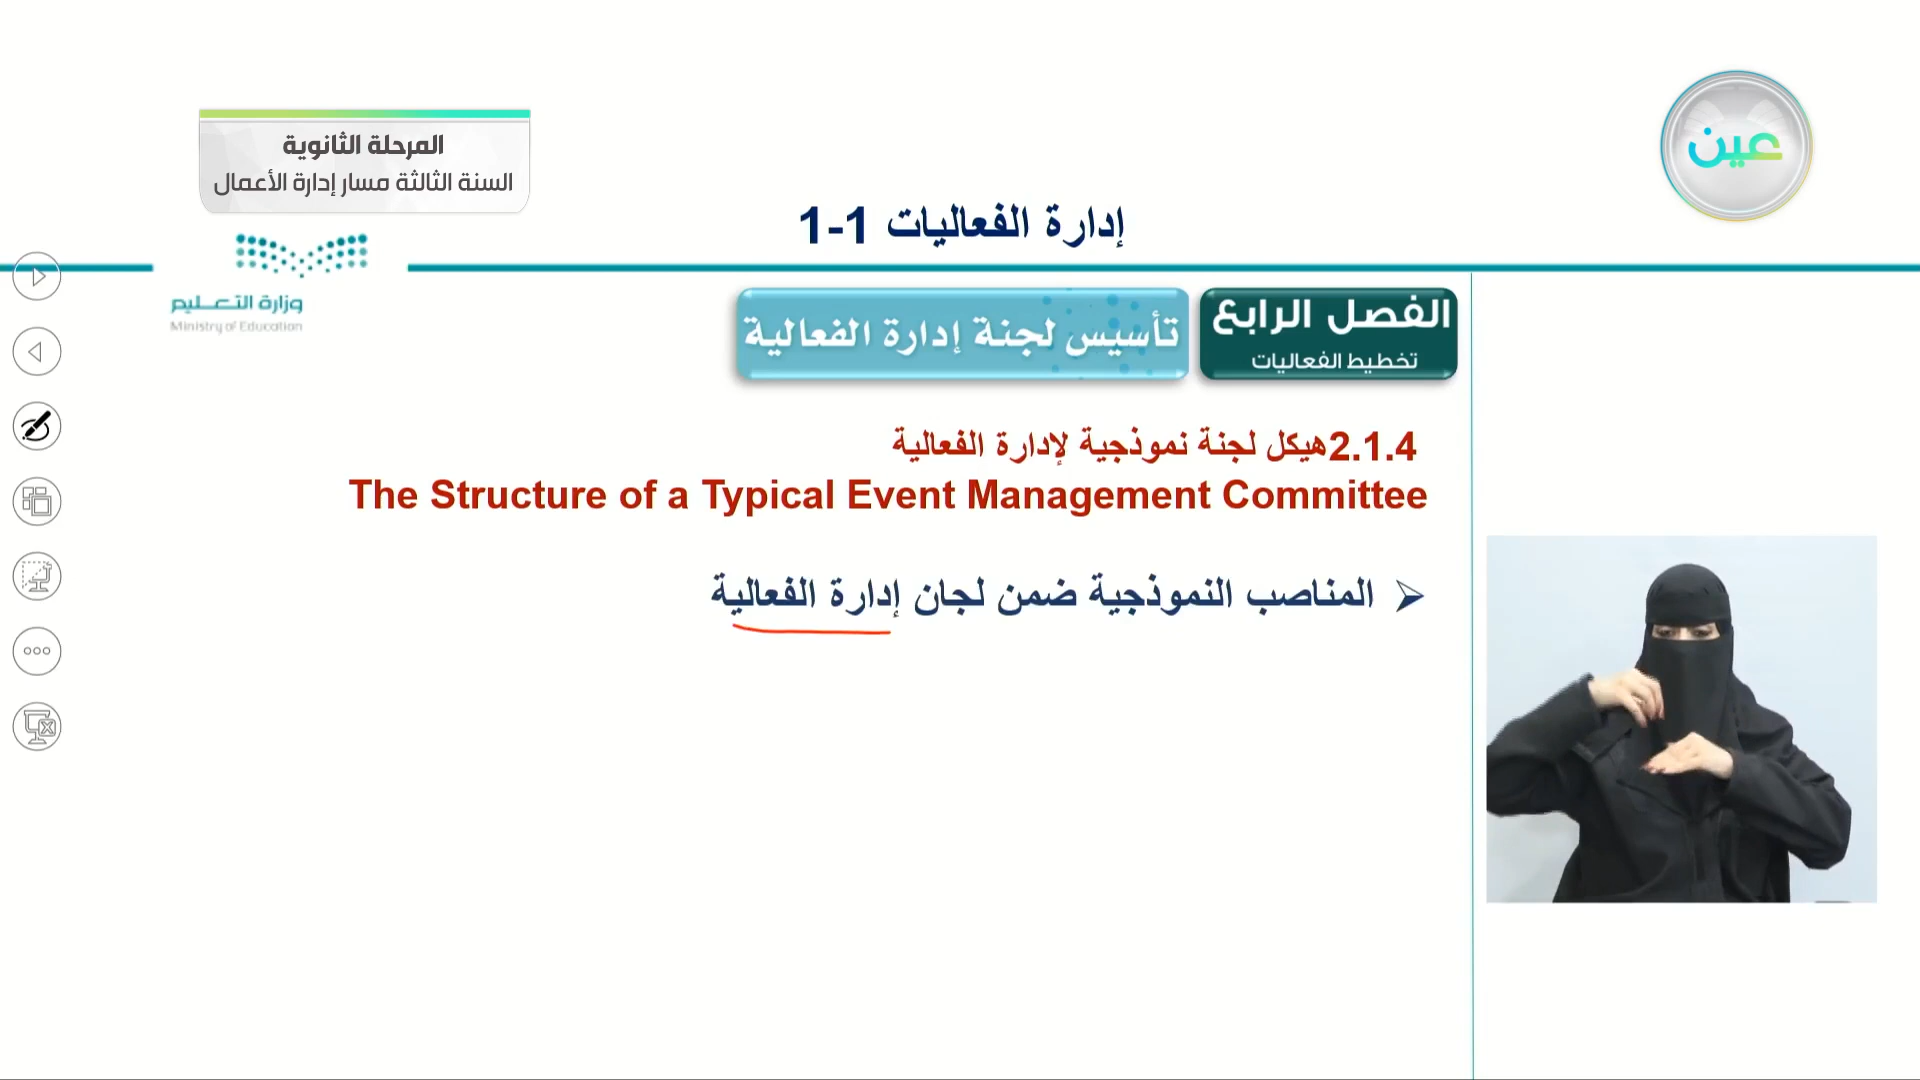 عين
المرحلة الثانوية
السنة الثالثة مسار إدارة الأعمال
إدارة الفعاليات 1-1
وزارة التعليم
Ministry of Education
الفصل الرابع
تخطيط الفعاليات
تأسيس لجنة إدارة الفعالية
2.1.4هيكل لجنة نموذجية لإدارة الفعالية
The Structure of a Typical Event Management Committee
المناصب النموذجية ضمن لجان إدارة الفعالية